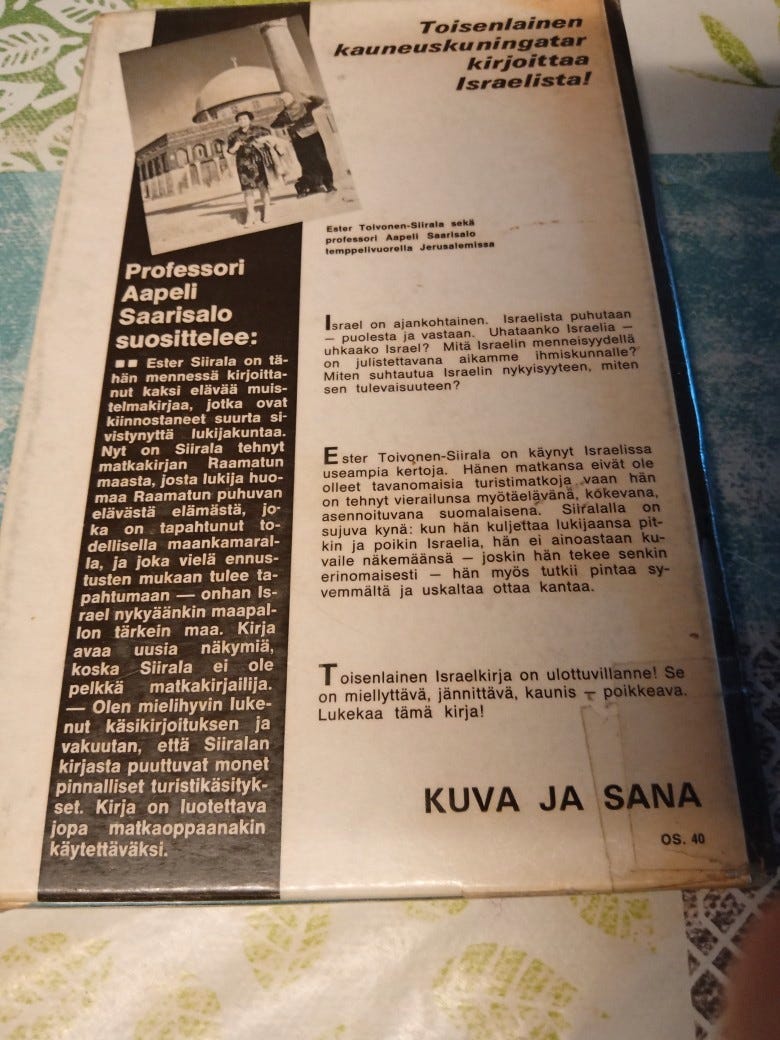 Toisenlainen
kauneuskuningatar
kirjoittaa
Israelista!
Ester Toivonen-Siirala sekä
professori Aapeli Saarisalo
temppelivuorella Jerusalemissa
Professori
Aapeli
Saarisalo
suosittelee:
Ester Siirala on tä-
hän mennessä kirjoitta-
nut kaksi elävää muis-
telmakirjaa, jotka ovat
kiinnostaneet suurta si-
vistynyttä lukijakuntaa.
Nyt on Siirala tehnyt
matkakirjan Raamatun
maasta, josta lukija huo-
maa Raamatun puhuvan
elävästä elämästä, jo-
ka on tapahtunut to-
dellisella maankamaral-
la, ja joka vielä ennus-
tusten mukaan tulee ta-
pahtumaan — onhan Is-
rael nykyäänkin maapal-
lon tärkein maa. Kirja
avaa uusia näkymiä,
koska Siirala ei ole
pelkkä matkakirjailija.
— Olen mielihyvin luke-
nut käsikirjoituksen ja
vakuutan, että Siiralan
kirjasta puuttuvat monet
pinnalliset turistikäsityk-
set. Kirja on luotettava
jopa matkaoppaanakin
käytettäväksi.
Israel on ajankohtainen. Israelista puhutaan
— puolesta ja vastaan. Uhataanko Israelia —
uhkaako Israel? Mitä Israelin menneisyydellä
on julistettavana aikamme ihmiskunnalle?
Miten suhtautua Israelin nykyisyyteen, miten
sen tulevaisuuteen?
Ester Toivonen-Siirala on käynyt Israelissa
useampia kertoja. Hänen matkansa eivät ole
olleet tavanomaisia turistimatkoja vaan hän
on tehnyt vierailunsa myötäelävänä, kokevana,
asennoituvana suomalaisena. Siiralalla on
sujuva kynä: kun hän kuljettaa lukijaansa pit-
kin ja poikin Israelia, hän ei ainoastaan ku-
vaile näkemäänsä — joskin hän tekee senkin
erinomaisesti — hän myös tutkii pintaa sy-
vemmältä ja uskaltaa ottaa kantaa.
Toisenlainen Israelkirja on ulottuvillanne! Se
on miellyttävä, jännittävä, kaunis — poikkeava.
Lukekaa tämä kirja!
KUVA JA SANA
OS. 40